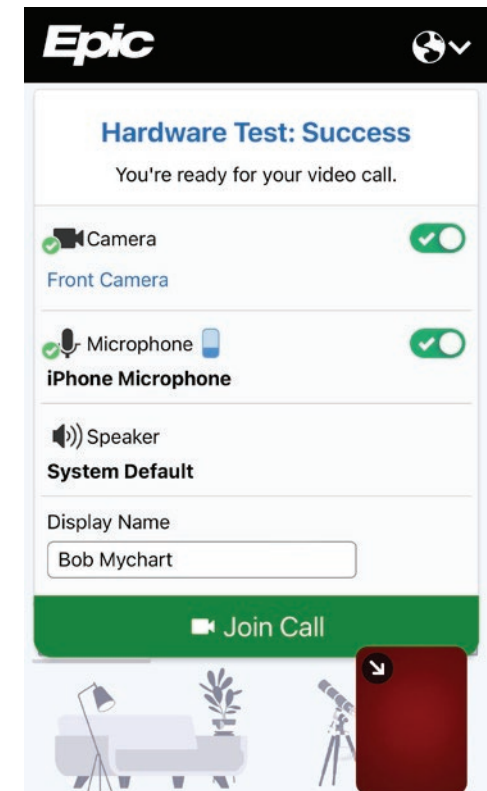 Epic
Hardware Test: Success
You're ready for your video call.
Camera
Front Camera
Microphone
iPhone Microphone
Speaker
System Default
Display Name
Bob Mychart
Join Call